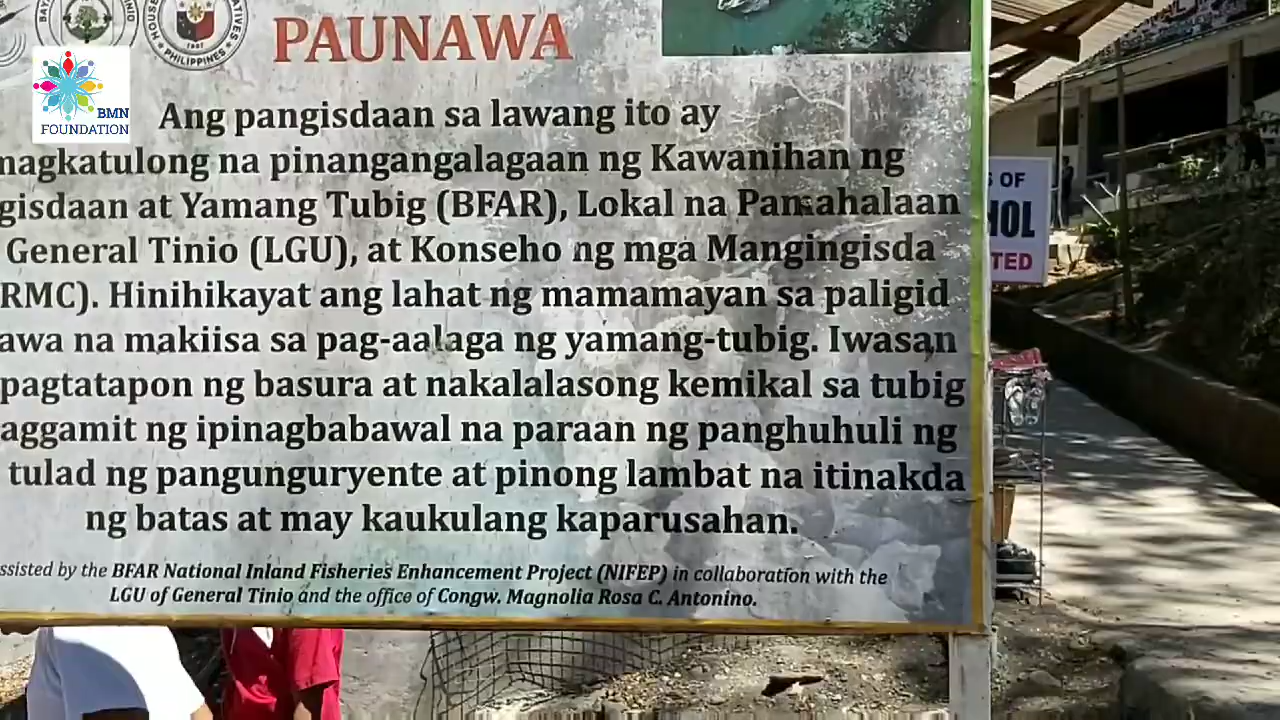 PHILIPPINES
PAUNAWA
BMN
FOUNDATION
Ang pangisdaan sa lawang ito ay
magkatulong na pinangangalagaan ng Kawanihan ng
gisdaan at Yamang Tubig (BFAR), Lokal na Pamahalaan
General Tinio (LGU), at Konseho ng mga Mangingisda
RMC). Hinihikayat ang lahat ng mamamayan sa paligid
awa na makiisa sa pag-aalaga ng yamang-tubig. Iwasan
pagtatapon ng basura at nakalalasong kemikal sa tubig
aggamit ng ipinagbabawal na paraan ng panghuhuli ng
tulad ng pangunguryente at pinong lambat na itinakda
ng batas at may kaukulang kaparusahan.
ssisted by the BFAR National Inland Fisheries Enhancement Project (NIFEP) in collaboration with the
LGU of General Tinio and the office of Congw. Magnolia Rosa C. Antonino.
S OF
HOL
TED